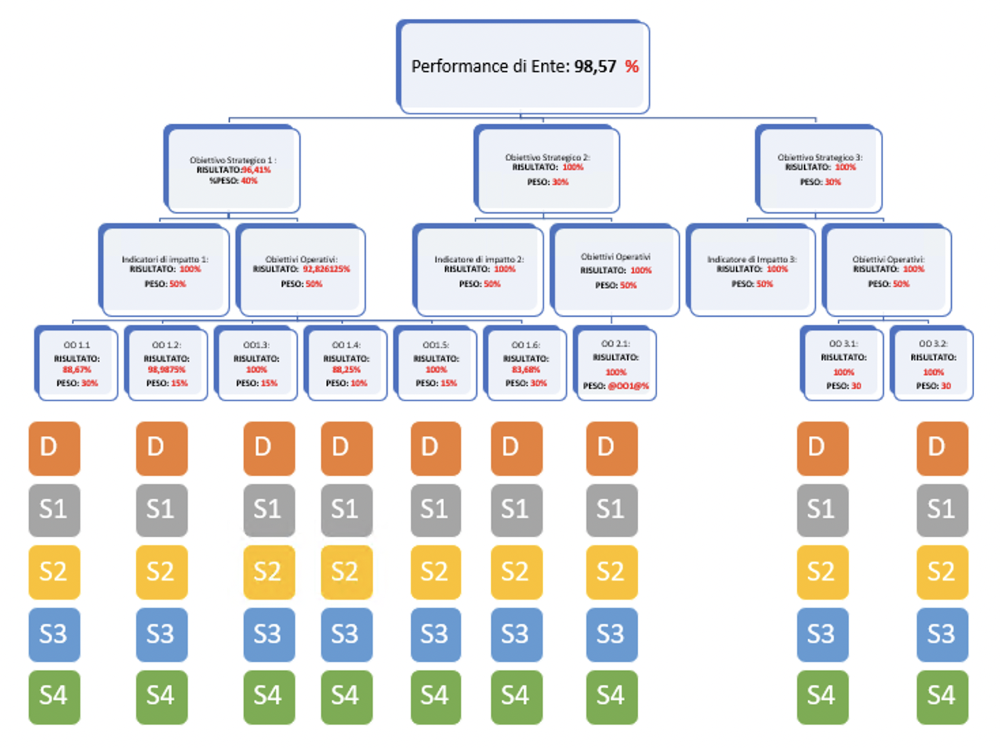 Performance di Ente: 98,57 %
Obiettivo Strategico 1 :
RISULTATO:96,41%
%PESO: 40%
Obiettivo Strategico 2:
RISULTATO: 100%
PESO: 30%
Obiettivo Strategico 3:
RISULTATO: 100%
PESO: 30%
Indicatori di impatto 1:
RISULTATO: 100%
PESO: 50%
Obiettivi Operativi:
RISULTATO: 92,826125%
PESO: 50%
Indicatore di impatto 2:
RISULTATO: 100%
PESO: 50%
Obiettivi Operativi
RISULTATO: 100%
PESO: 50%
Indicatore di Impatto 3:
RISULTATO: 100%
PESO: 50%
Obiettivi Operativi:
RISULTATO: 100%
PESO: 50%
OO 1.1
RISULTATO:
88,67%
PESO: 30%
OO 1.2:
RISULTATO:
98,9875%
PESO: 15%
OO1.3:
RISULTATO:
100%
PESO: 15%
OO 1.4:
RISULTATO:
88,25%
PESO: 10%
OO1.5:
RISULTATO:
100%
PESO: 15%
OO 1.6:
RISULTATO:
83,68%
PESO: 30%
OO 2.1:
RISULTATO:
100%
PESO: @OO1@%
OO 3.1:
RISULTATO:
100%
PESO: 30
OO 3.2:
RISULTATO:
100%
PESO: 30
D D D D D D D D D
S1 S1 S1 S1 S1 S1 S1 S1 S1
S2 S2 S2 S2 S2 S2 S2 S2 S2
S3 S3 S3 S3 S3 S3 S3 S3 S3
S4 S4 S4 S4 S4 S4 S4 S4 S4